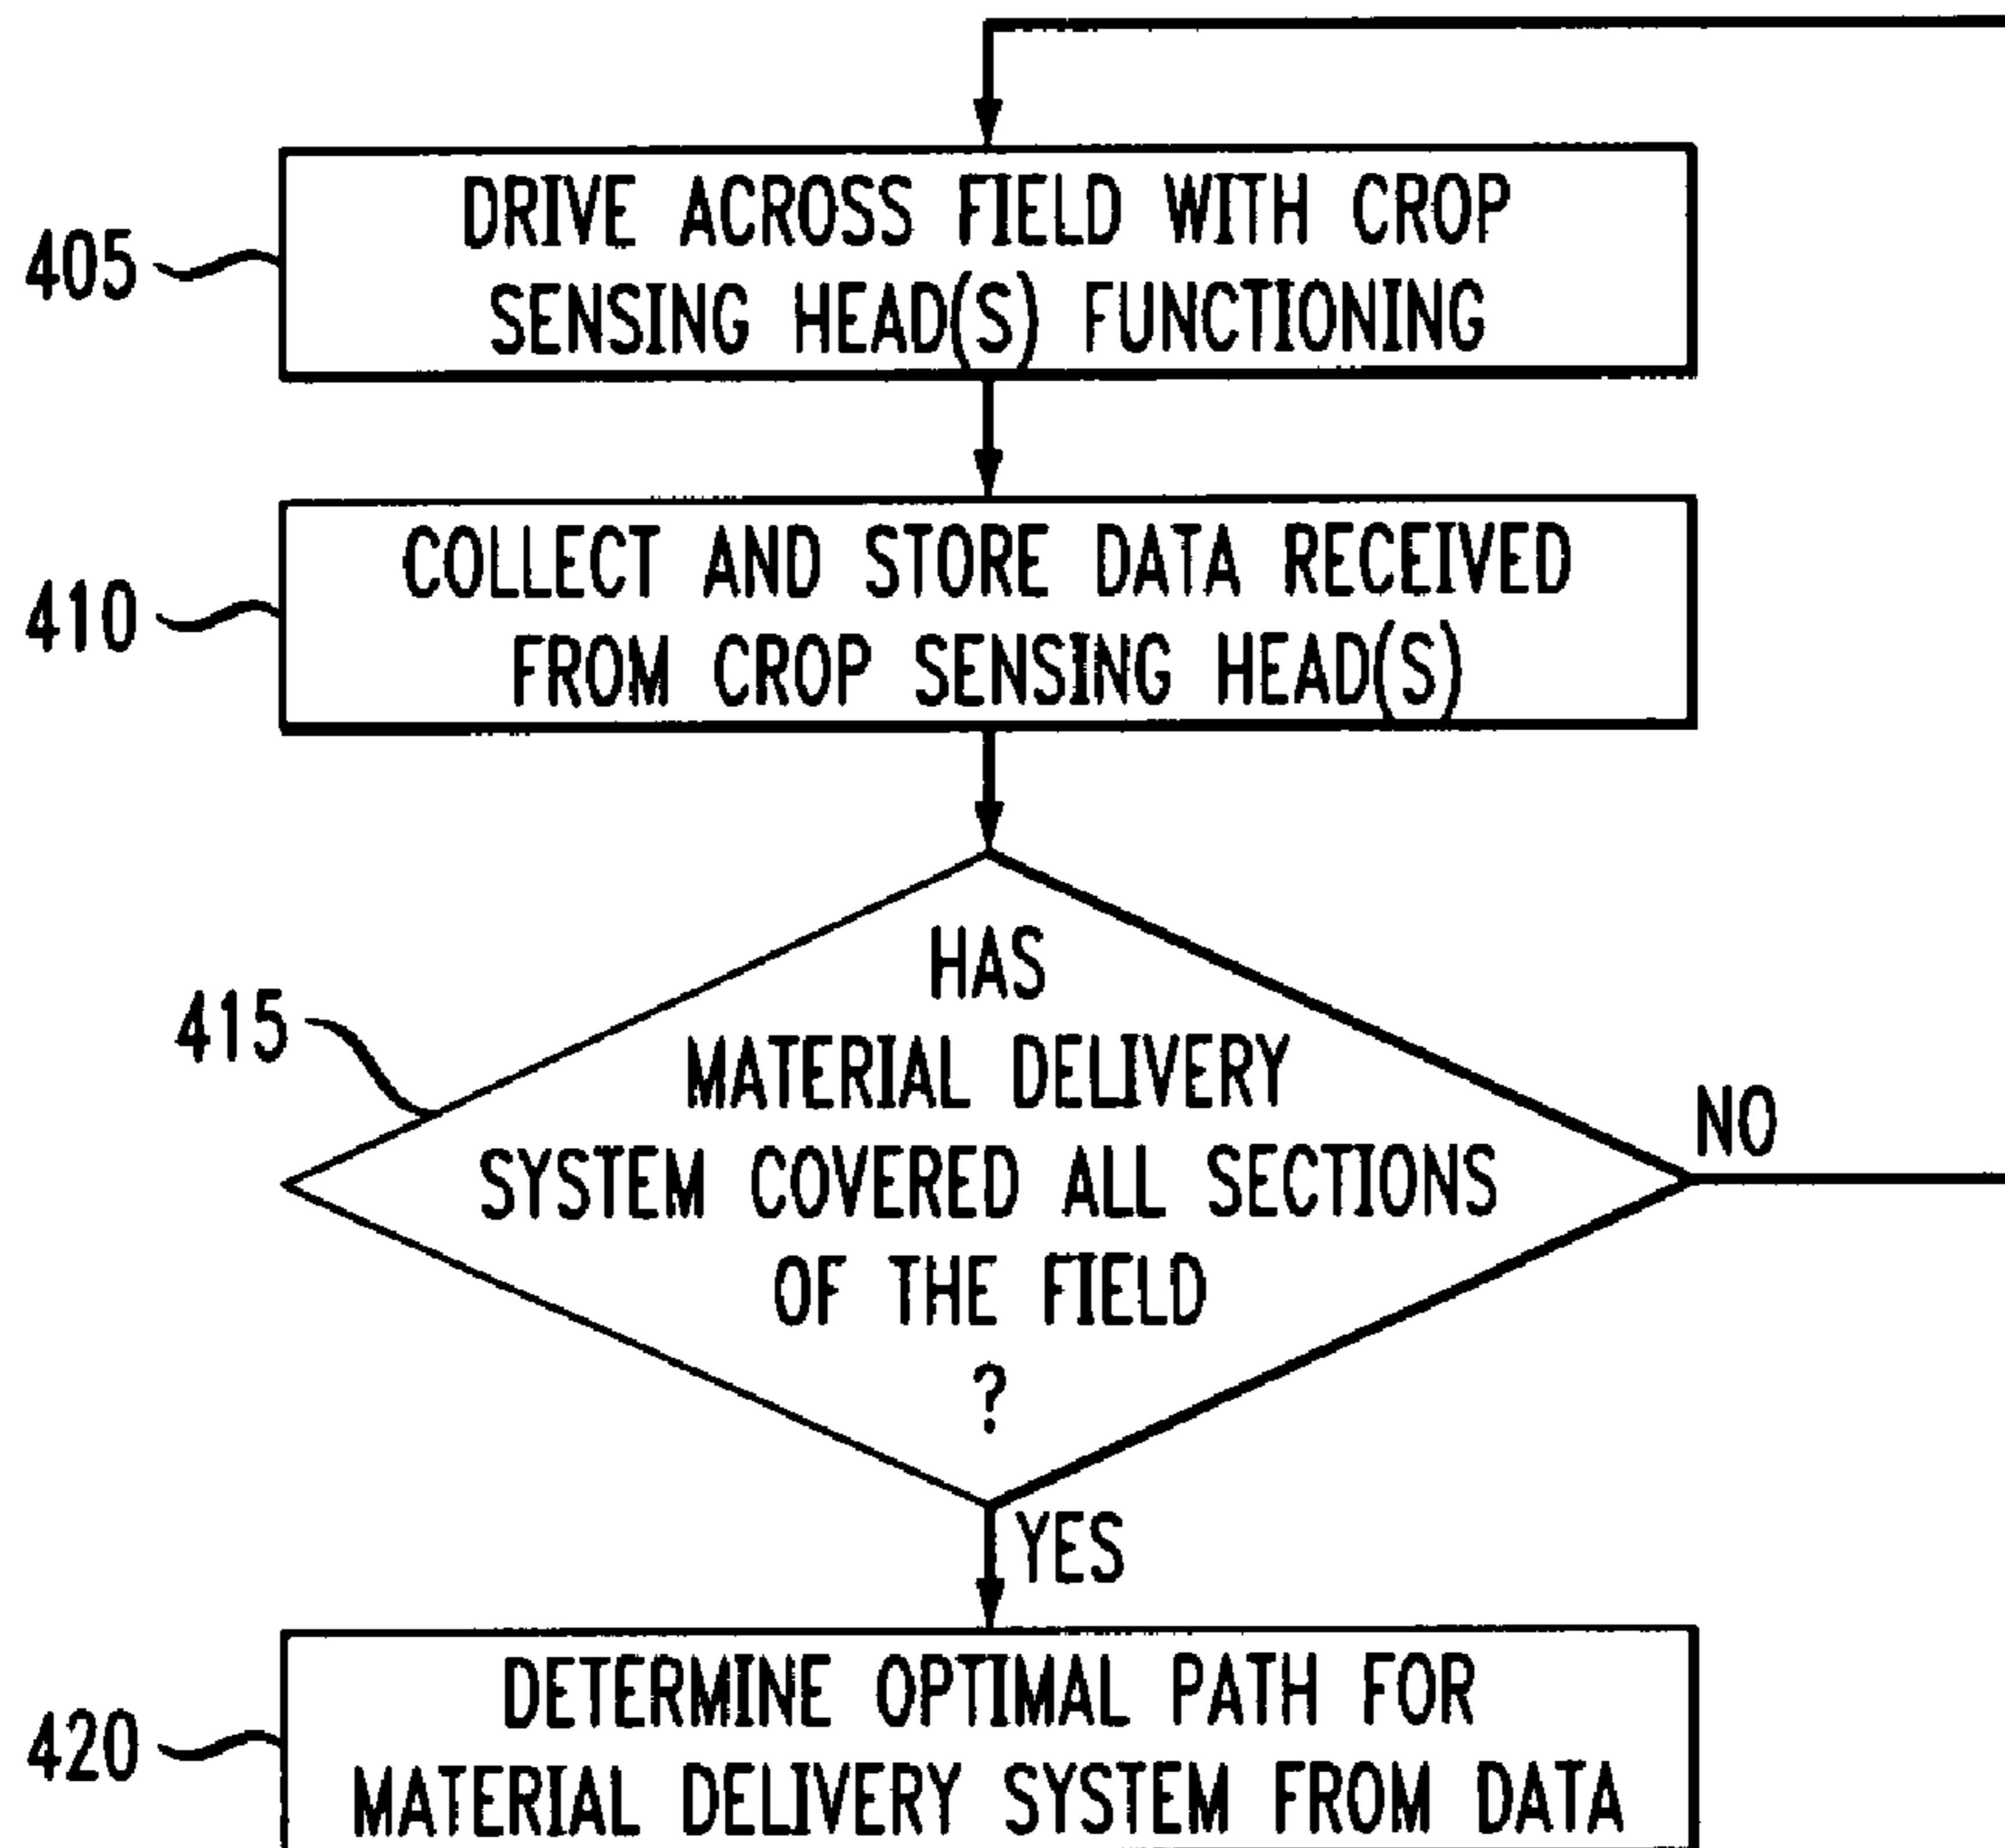 405
DRIVE ACROSS FIELD WITH CROP
SENSING HEAD(S) FUNCTIONING
410
COLLECT AND STORE DATA RECEIVED
FROM CROP SENSING HEAD(S)
415
HAS
MATERIAL DELIVERY
SYSTEM COVERED ALL SECTIONS
OF THE FIELD
?
NO
YES
420
DETERMINE OPTIMAL PATH FOR
MATERIAL DELIVERY SYSTEM FROM DATA